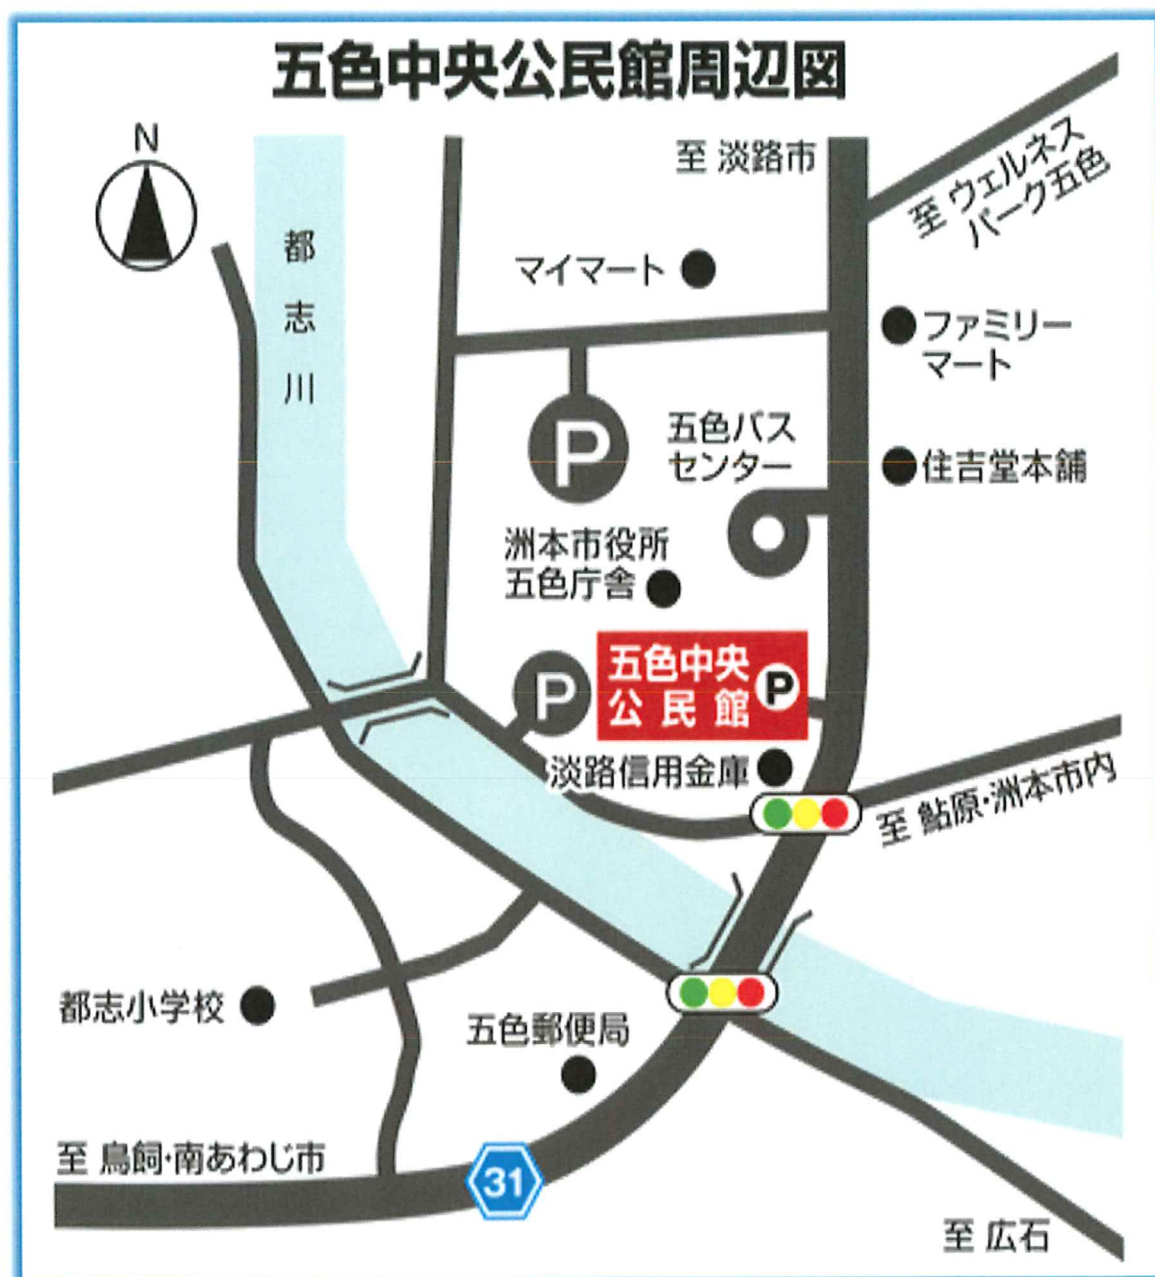 五色中央公民館周辺図
N
至 淡路市
至 ウェルネス
パーク五色
都志川
マイマート
ファミリー
マート
P
五色バス
センター
住吉堂本舗
洲本市役所
五色庁舎
P
五色中央
公民館
P
淡路信用金庫
至 鮎原・洲本市内
都志小学校
五色郵便局
至 鳥飼・南あわじ市
31
至 広石